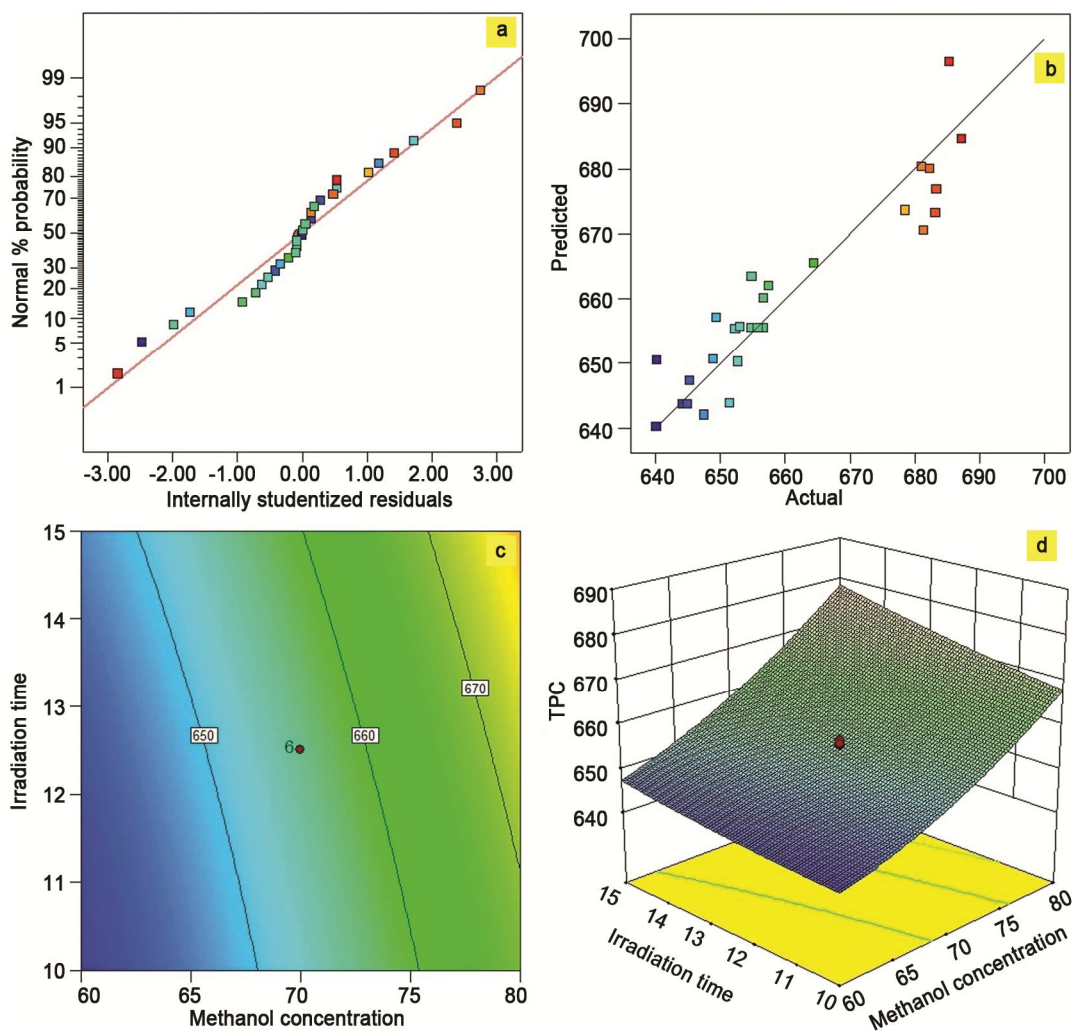 a
Normal % probability
99
95
90
80
70
50
30
20
10
5
1
-3.00 -2.00 -1.00 0.00 1.00 2.00 3.00
Internally studentized residuals
b
Predicted
700
690
680
670
660
650
640
640 650 660 670 680 690 700
Actual
c
Irradiation time
15
14
13
12
11
10
650
6
660
670
60 65 70 75 80
Methanol concentration
d
TPC
690
680
670
660
650
640
15 14 13 12 11 10
Irradiation time
60 65 70 75 80
Methanol concentration